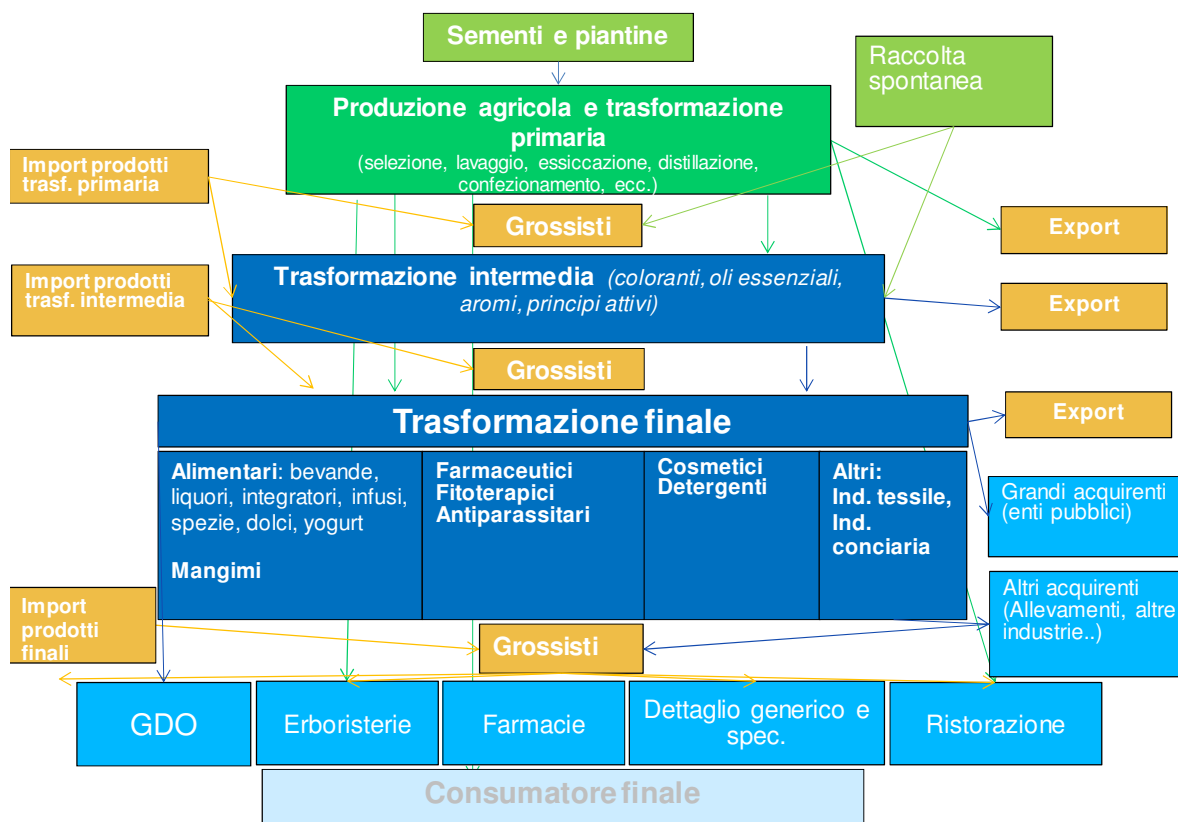 Sementi e piantine
Raccolta
spontanea
Produzione agricola e trasformazione
primaria
(selezione, lavaggio, essiccazione, distillazione,
confezionamento, ecc.)
Import prodotti
trasf. primaria
Grossisti
Export
Trasformazione intermedia (coloranti, oli essenziali,
aromi, principi attivi)
Import prodotti
trasf. intermedia
Export
Grossisti
Trasformazione finale
Export
Alimentari: bevande,
liquori, integratori, infusi,
spezie, dolci, yogurt
Mangimi
Farmaceutici
Fitoterapici
Antiparassitari
Cosmetici
Detergenti
Altri:
Ind. tessile,
Ind.
conciaria
Grandi acquirenti
(enti pubblici)
Altri acquirenti
(Allevamenti, altre
industrie..)
Import
prodotti
finali
Grossisti
GDO
Erboristerie
Farmacie
Dettaglio generico e
spec.
Ristorazione
Consumatore finale